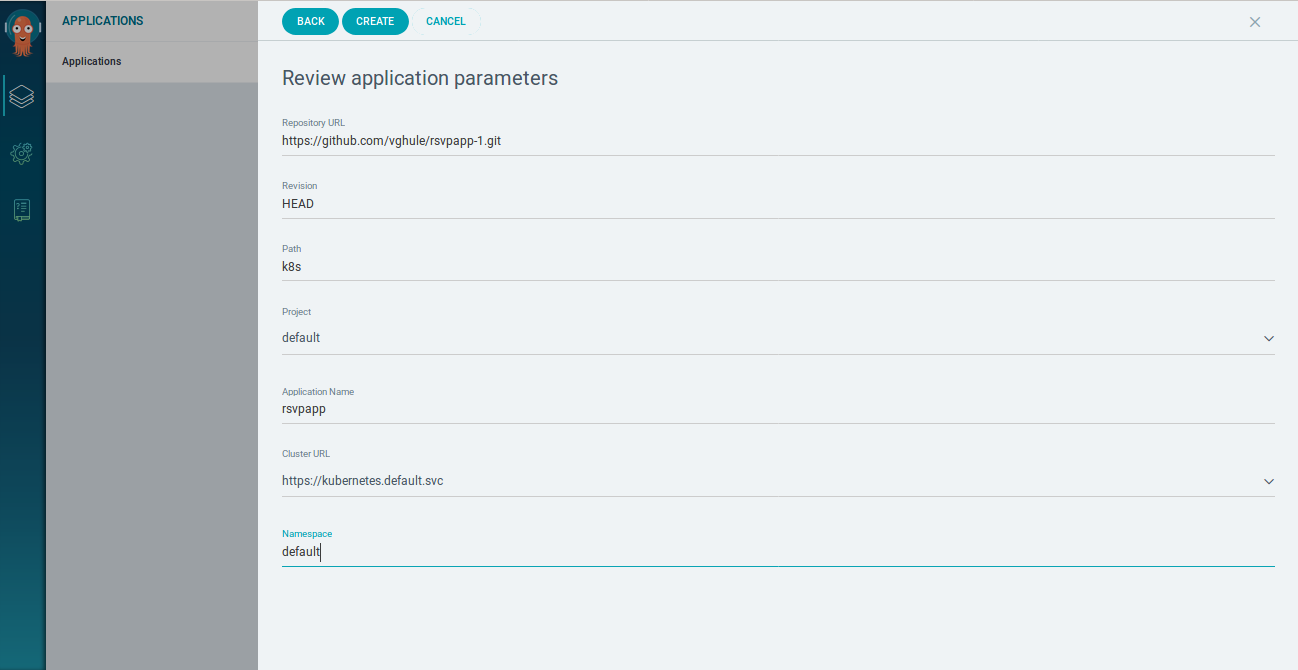 APPLICATIONS
Applications
BACK CREATE CANCEL
Review application parameters
Repository URL
https://github.com/vghule/rsvpapp-1.git
Revision
HEAD
Path
k8s
Project
default
Application Name
rsvpapp
Cluster URL
https://kubernetes.default.svc
Namespace
default